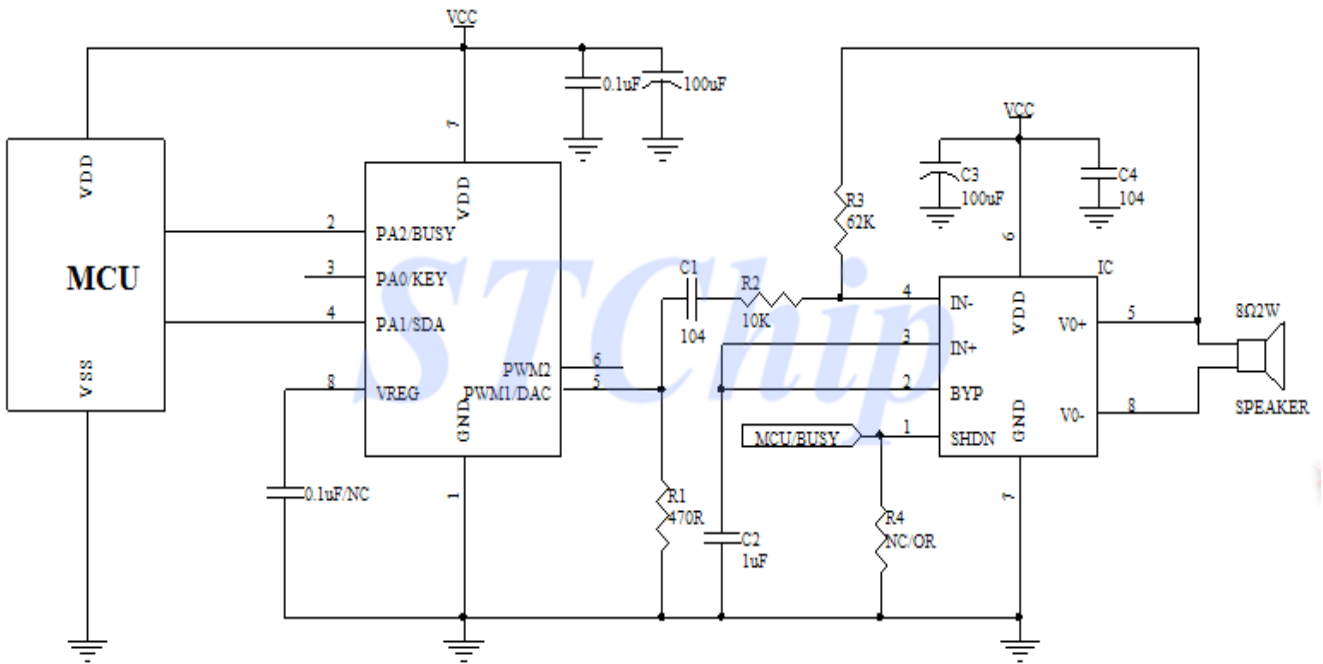 VCC
0.1uF
100uF
VDD
VSS
MCU
7
VDD
2
PA2/BUSY
3
PA0/KEY
4
PA1/SDA
8
VREG
PWM2
6
PWM1/DAC
5
GND
1
0.1uF/NC
STChip
C1
104
R2
10K
R3
62K
R1
470R
C2
1uF
MCU/BUSY
R4
NC/OR
VCC
C3
100uF
C4
104
6
IC
4
IN-
3
IN+
2
BYP
1
SHDN
VDD
GND
7
V0+
5
V0-
8
8Ω2W
SPEAKER